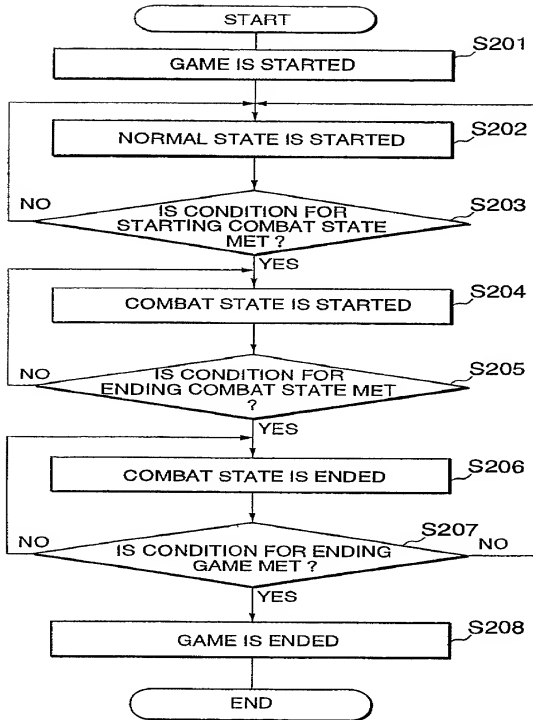 START
GAME IS STARTED
S201
NORMAL STATE IS STARTED
S202
NO
IS CONDITION FOR
STARTING COMBAT STATE
MET ?
S203
YES
COMBAT STATE IS STARTED
S204
NO
IS CONDITION FOR
ENDING COMBAT STATE MET
?
S205
YES
COMBAT STATE IS ENDED
S206
NO
IS CONDITION FOR ENDING
GAME MET ?
S207
NO
YES
GAME IS ENDED
S208
END